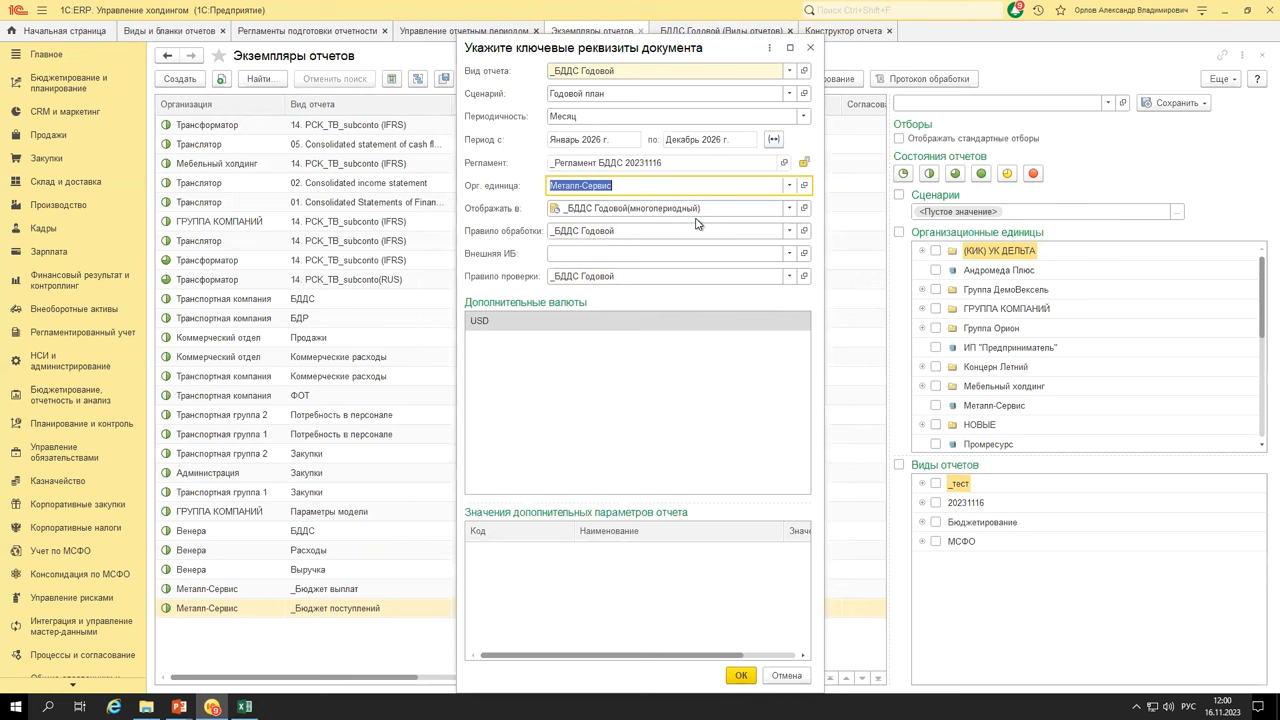 1С:ERP. Управление холдингом (1С:Предприятие)
Поиск Ctrl+Shift+F
Орлов Александр Владимирович
Начальная страница
Виды и бланки отчетов
Регламенты подготовки отчетности
Управление отчетным периодом
Экземпляры отчетов
БДДС Годовой (Виды отчетов)
Конструктор отчета
Главное
Бюджетирование и
планирование
CRM и маркетинг
Продажи
Закупки
Склад и доставка
Производство
Кадры
Зарплата
Финансовый результат и
контроллинг
Внеоборотные активы
Регламентированный учет
НСИ и
администрирование
Бюджетирование,
отчетность и анализ
Планирование и контроль
Управление
обязательствами
Казначейство
Корпоративные закупки
Корпоративные налоги
Учет по МСФО
Консолидация по МСФО
Управление рисками
Интеграция и управление
мастер-данными
Процессы и согласование
Экземпляры отчетов
Создать
Найти...
Отменить поиск
Протокол обработки
Еще
?
Организация
Вид отчета
Согласова
Трансформатор 14. PCK_TB_subconto (IFRS)
Транслятор 05. Consolidated statement of cash fl...
Мебельный холдинг 14. PCK_TB_subconto (IFRS)
Транслятор 02. Consolidated income statement
Транслятор 01. Consolidated Statements of Finan...
ГРУППА КОМПАНИЙ 14. PCK_TB_subconto (IFRS)
Транслятор 14. PCK_TB_subconto (IFRS)
Трансформатор 14. PCK_TB_subconto (IFRS)
Трансформатор 14. PCK_TB_subconto(RUS)
Транспортная компания БДДС
Транспортная компания БДР
Коммерческий отдел Продажи
Коммерческий отдел Коммерческие расходы
Транспортная компания Коммерческие расходы
Транспортная компания ФОТ
Транспортная группа 2 Потребность в персонале
Транспортная группа 1 Потребность в персонале
Транспортная группа 2 Закупки
Администрация Закупки
Транспортная группа 1 Закупки
ГРУППА КОМПАНИЙ Параметры модели
Венера БДДС
Венера Расходы
Венера Выручка
Металл-Сервис _Бюджет выплат
Металл-Сервис _Бюджет поступлений
Укажите ключевые реквизиты документа
Вид отчета: _БДДС Годовой
Сценарий: Годовой план
Периодичность: Месяц
Период с: Январь 2026 г. по: Декабрь 2026 г.
Регламент: _Регламент БДДС 20231116
Орг. единица: Металл-Сервис
Отображать в: _БДДС Годовой(многопериодный)
Правило обработки: _БДДС Годовой
Внешняя ИБ:
Правило проверки: _БДДС Годовой
Дополнительные валюты
USD
Значения дополнительных параметров отчета
Код Наименование Значе
ОК
Отмена
Сохранить
Отборы
Отображать стандартные отборы
Состояния отчетов
Сценарии
<Пустое значение>
Организационные единицы
(КИК) УК ДЕЛЬТА
Андромеда Плюс
Группа ДемоВексель
ГРУППА КОМПАНИЙ
Группа Орион
ИП "Предприниматель"
Концерн Летний
Мебельный холдинг
Металл-Сервис
НОВЫЕ
Промресурс
Виды отчетов
_тест
20231116
Бюджетирование
МСФО
РУС
12:00
16.11.2023